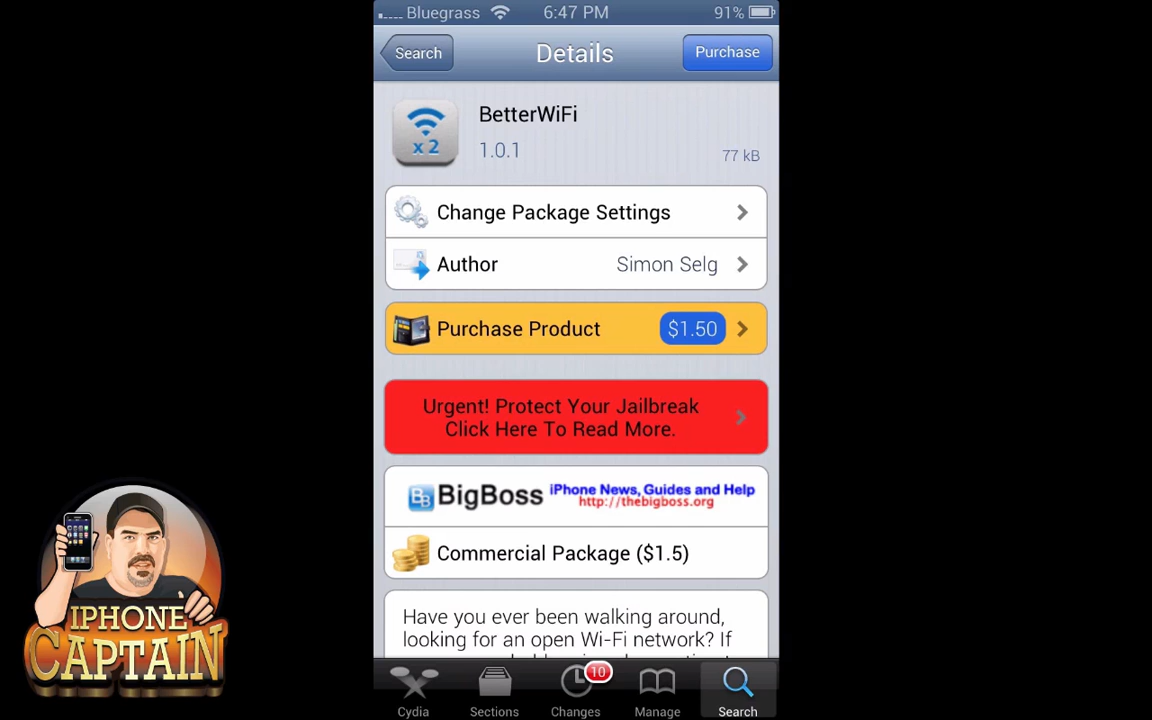 Bluegrass 6:47 PM 91%
Search Details Purchase
BetterWiFi
x 2
1.0.1
77 kB
Change Package Settings
Author Simon Selg
Purchase Product $1.50
Urgent! Protect Your Jailbreak
Click Here To Read More.
BB BigBoss iPhone News, Guides and Help
http://thebigboss.org
Commercial Package ($1.5)
Have you ever been walking around,
looking for an open Wi-Fi network? If
10
Cydia Sections Changes Manage Search
IPHONE
CAPTAIN